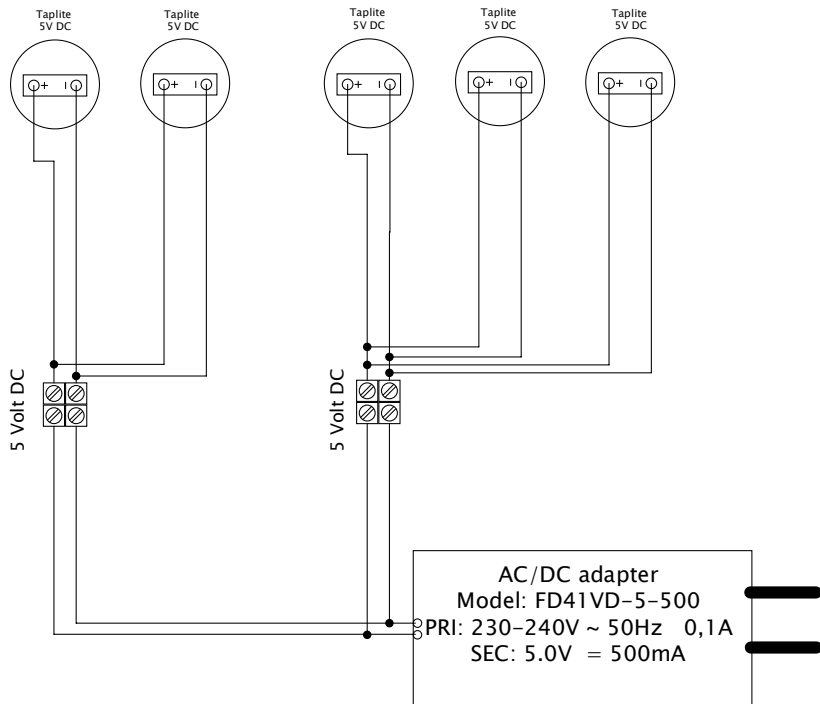 Taplite
5V DC
Taplite
5V DC
Taplite
5V DC
Taplite
5V DC
Taplite
5V DC
+ I
+ I
+ I
+ I
+ I
5 Volt DC
5 Volt DC
AC/DC adapter
Model: FD41VD-5-500
PRI: 230-240V ~ 50Hz 0,1A
SEC: 5.0V = 500mA